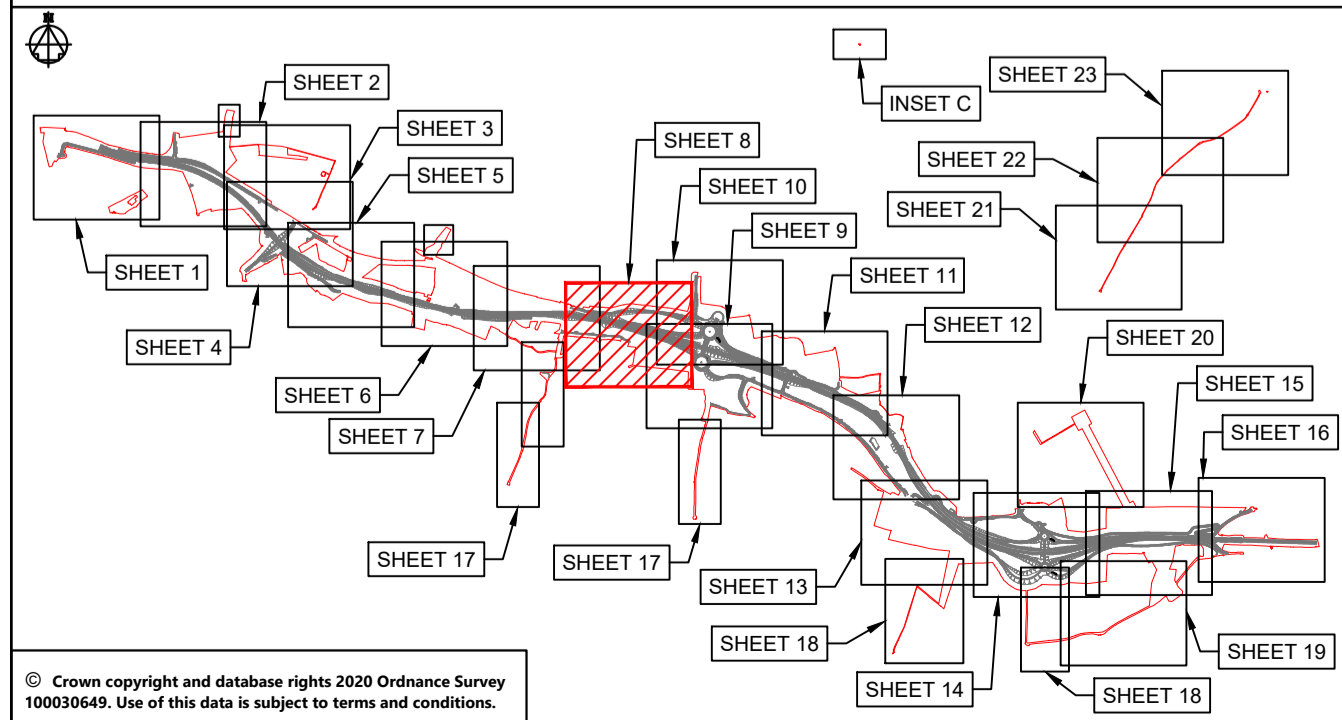 N
SHEET 2
SHEET 3
SHEET 5
SHEET 8
SHEET 10
SHEET 9
SHEET 11
SHEET 12
INSET C
SHEET 23
SHEET 22
SHEET 21
SHEET 1
SHEET 4
SHEET 6
SHEET 7
SHEET 20
SHEET 15
SHEET 16
SHEET 17
SHEET 17
SHEET 13
SHEET 18
SHEET 14
SHEET 18
SHEET 19
© Crown copyright and database rights 2020 Ordnance Survey
100030649. Use of this data is subject to terms and conditions.